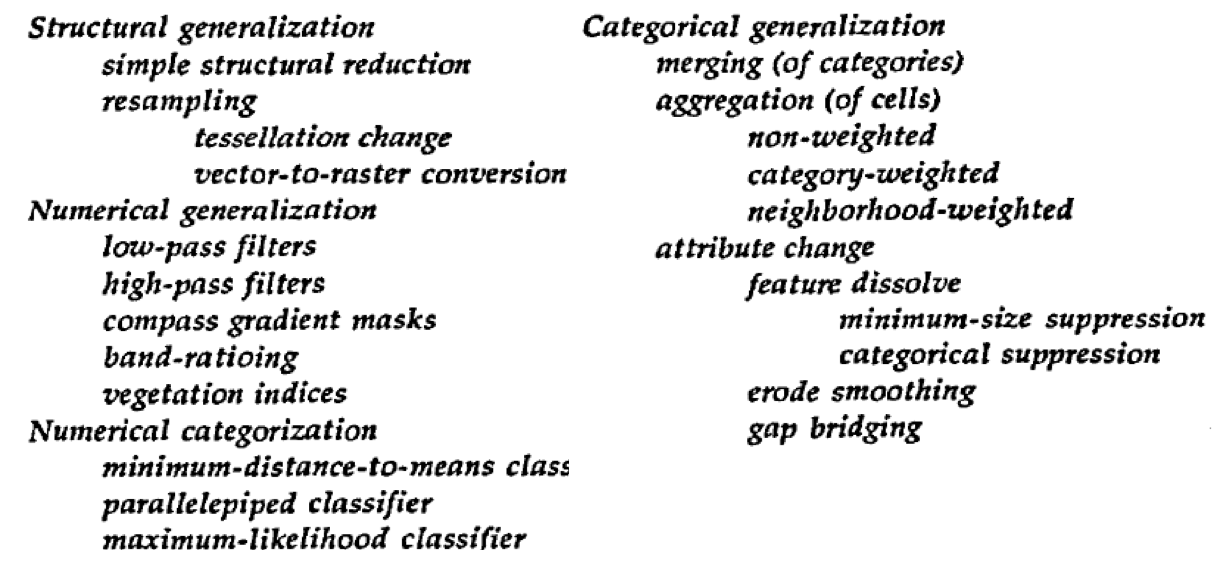 Structural generalization
simple structural reduction
resampling
tessellation change
vector-to-raster conversion
Numerical generalization
low-pass filters
high-pass filters
compass gradient masks
band-ratioing
vegetation indices
Numerical categorization
minimum-distance-to-means class
parallelepiped classifier
maximum-likelihood classifier
Categorical generalization
merging (of categories)
aggregation (of cells)
non-weighted
category-weighted
neighborhood-weighted
attribute change
feature dissolve
minimum-size suppression
categorical suppression
erode smoothing
gap bridging